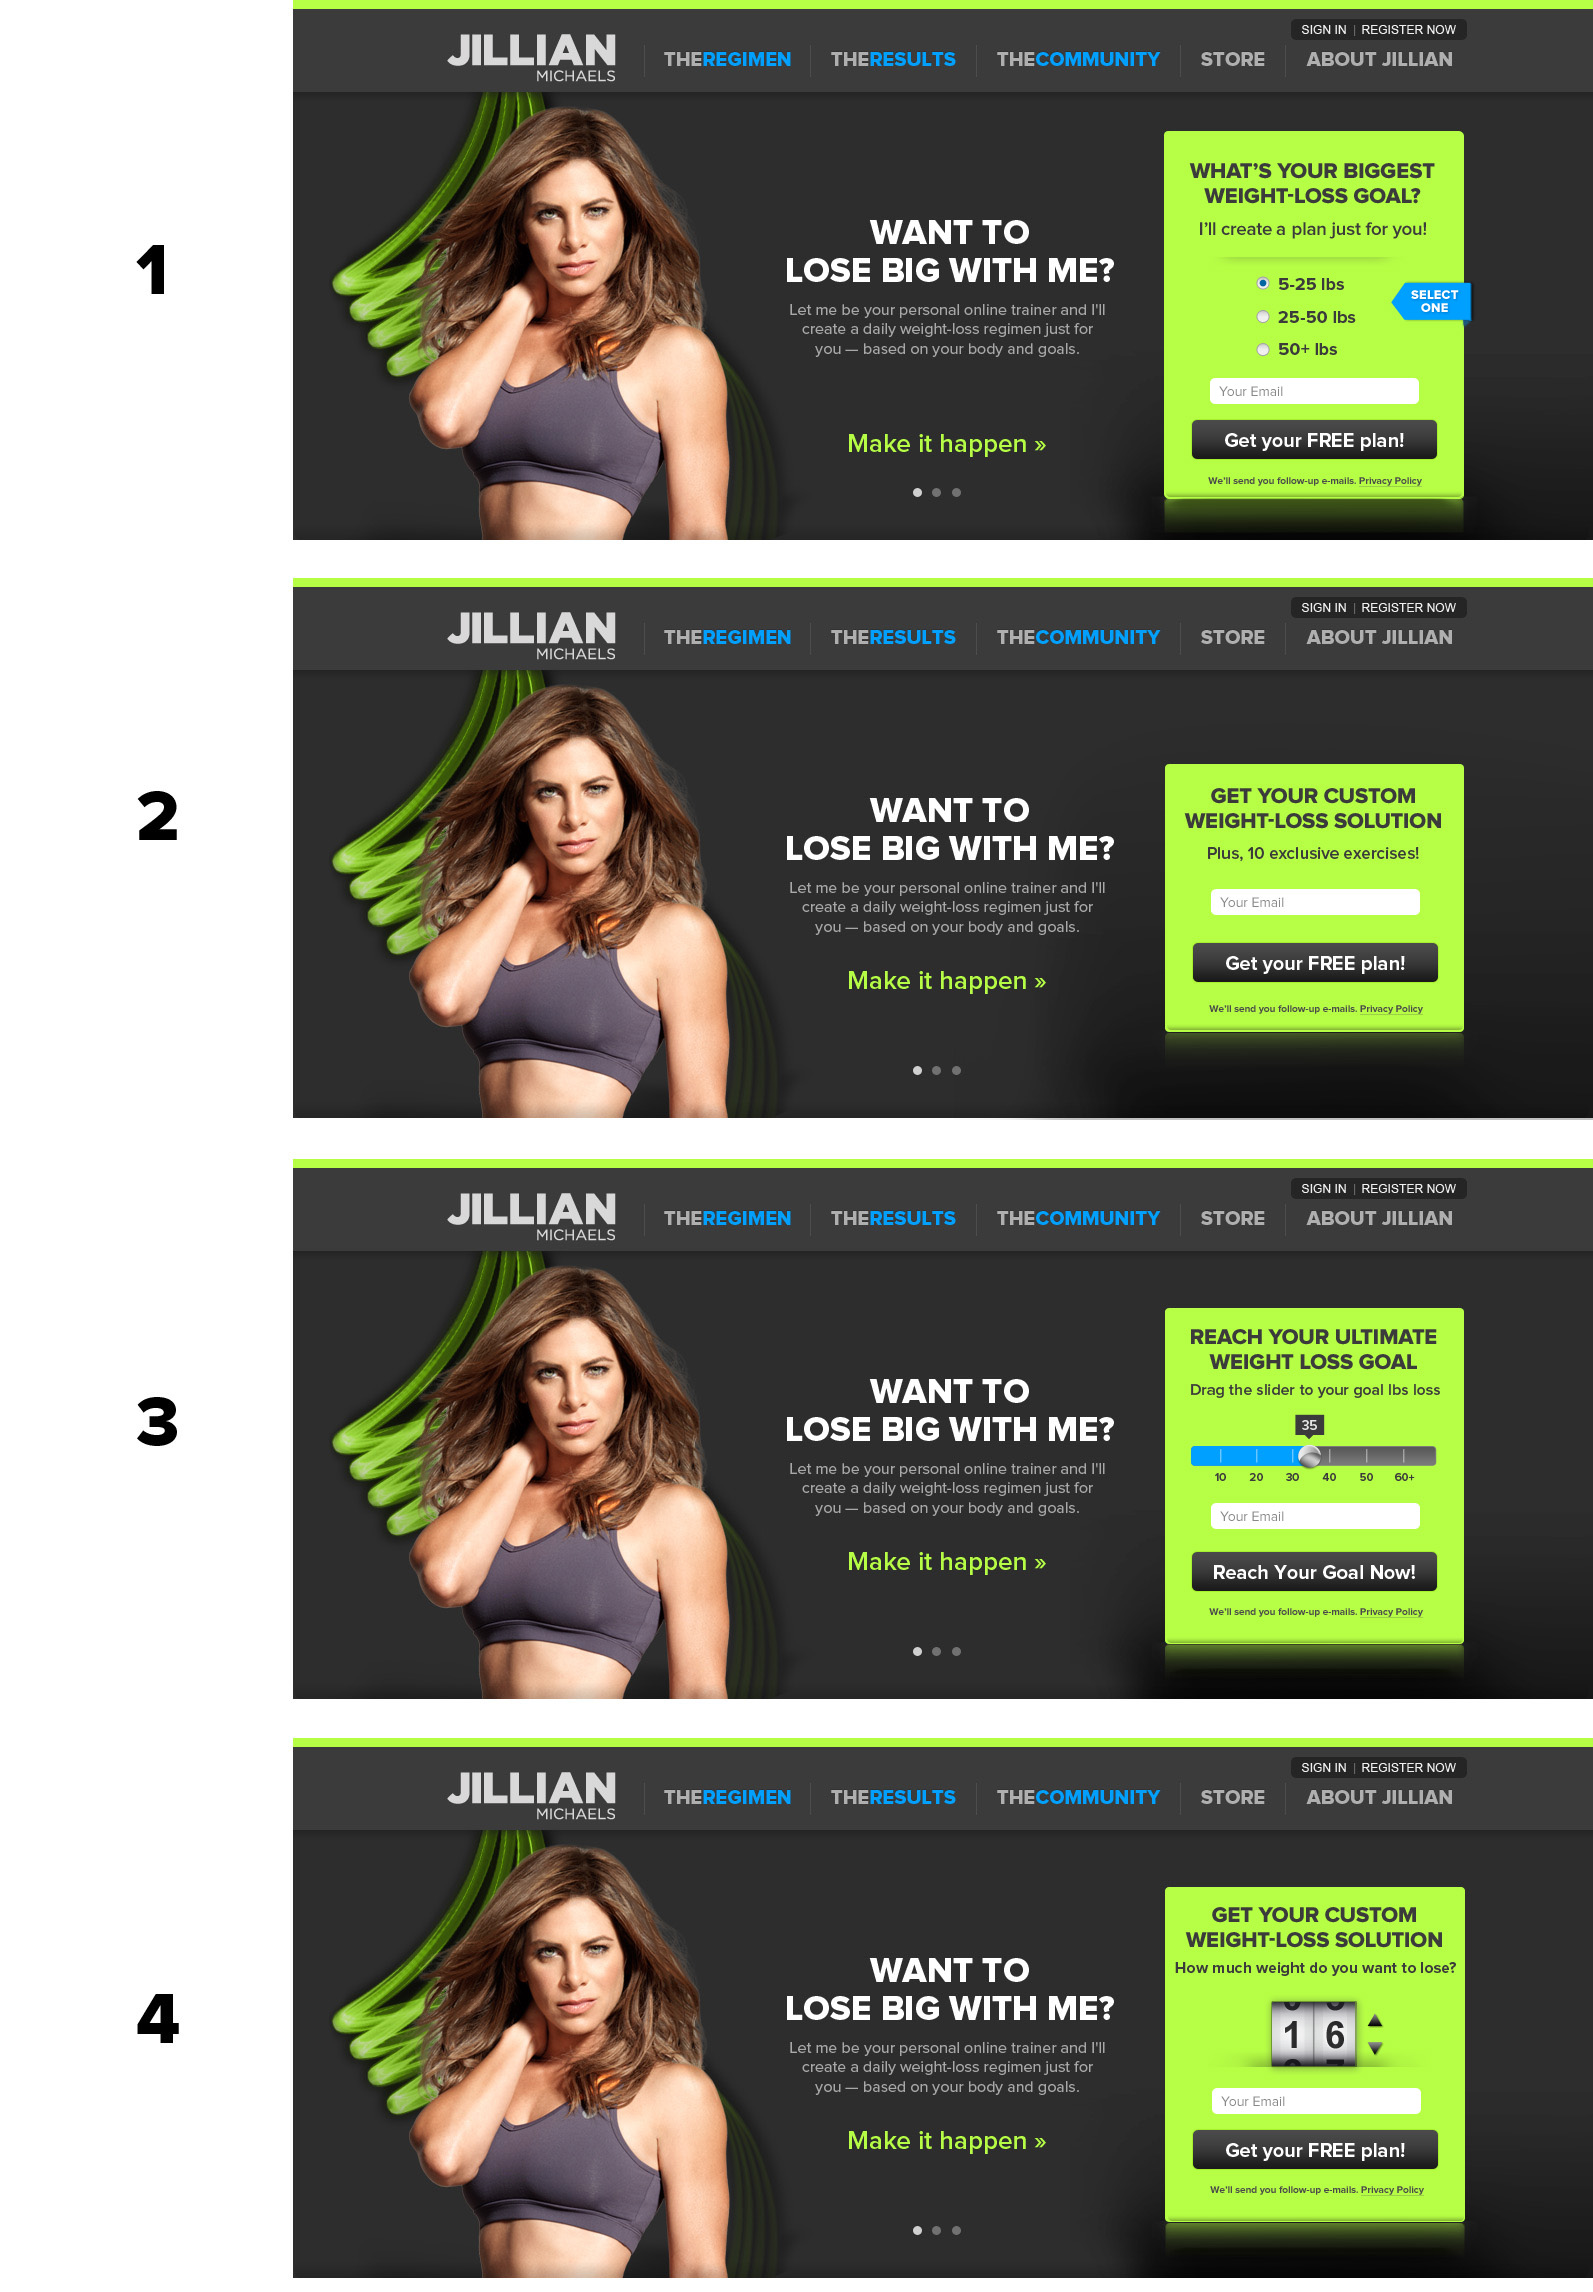 1
SIGN IN | REGISTER NOW
JILLIAN
MICHAELS
THEREGIMEN
THERESULTS
THECOMMUNITY
STORE
ABOUT JILLIAN
WANT TO
LOSE BIG WITH ME?
Let me be your personal online trainer and I'll
create a daily weight-loss regimen just for
you — based on your body and goals.
Make it happen »
WHAT'S YOUR BIGGEST
WEIGHT-LOSS GOAL?
I'll create a plan just for you!
5-25 lbs
25-50 lbs
50+ lbs
SELECT
ONE
Your Email
Get your FREE plan!
We'll send you follow-up e-mails. Privacy Policy
2
SIGN IN | REGISTER NOW
JILLIAN
MICHAELS
THEREGIMEN
THERESULTS
THECOMMUNITY
STORE
ABOUT JILLIAN
WANT TO
LOSE BIG WITH ME?
Let me be your personal online trainer and I'll
create a daily weight-loss regimen just for
you — based on your body and goals.
Make it happen »
GET YOUR CUSTOM
WEIGHT-LOSS SOLUTION
Plus, 10 exclusive exercises!
Your Email
Get your FREE plan!
We'll send you follow-up e-mails. Privacy Policy
3
SIGN IN | REGISTER NOW
JILLIAN
MICHAELS
THEREGIMEN
THERESULTS
THECOMMUNITY
STORE
ABOUT JILLIAN
WANT TO
LOSE BIG WITH ME?
Let me be your personal online trainer and I'll
create a daily weight-loss regimen just for
you — based on your body and goals.
Make it happen »
REACH YOUR ULTIMATE
WEIGHT LOSS GOAL
Drag the slider to your goal lbs loss
35
10 20 30 40 50 60+
Your Email
Reach Your Goal Now!
We'll send you follow-up e-mails. Privacy Policy
4
SIGN IN | REGISTER NOW
JILLIAN
MICHAELS
THEREGIMEN
THERESULTS
THECOMMUNITY
STORE
ABOUT JILLIAN
WANT TO
LOSE BIG WITH ME?
Let me be your personal online trainer and I'll
create a daily weight-loss regimen just for
you — based on your body and goals.
Make it happen »
GET YOUR CUSTOM
WEIGHT-LOSS SOLUTION
How much weight do you want to lose?
1 6
Your Email
Get your FREE plan!
We'll send you follow-up e-mails. Privacy Policy